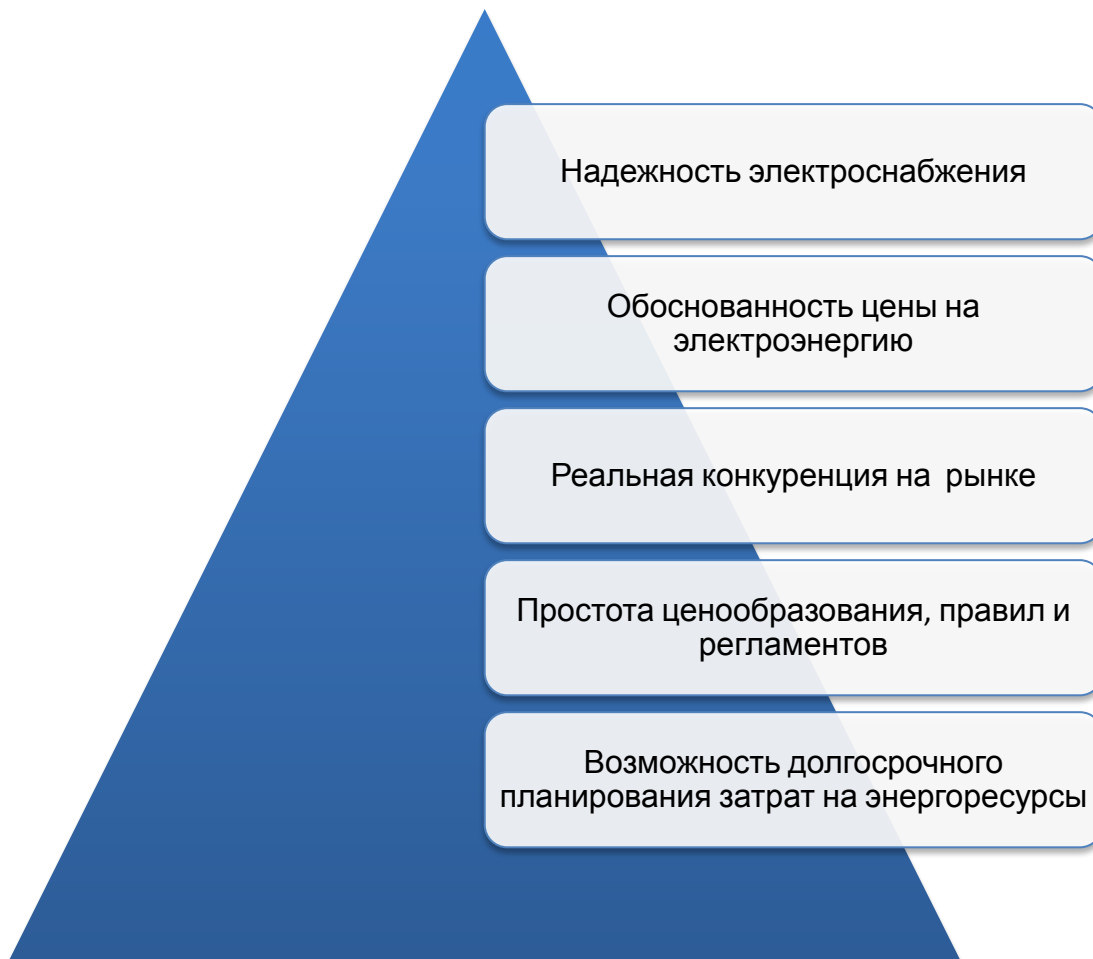 Надежность электроснабжения
Обоснованность цены на
электроэнергию
Реальная конкуренция на  рынке
Простота ценообразования, правил и
регламентов
Возможность долгосрочного
планирования затрат на энергоресурсы